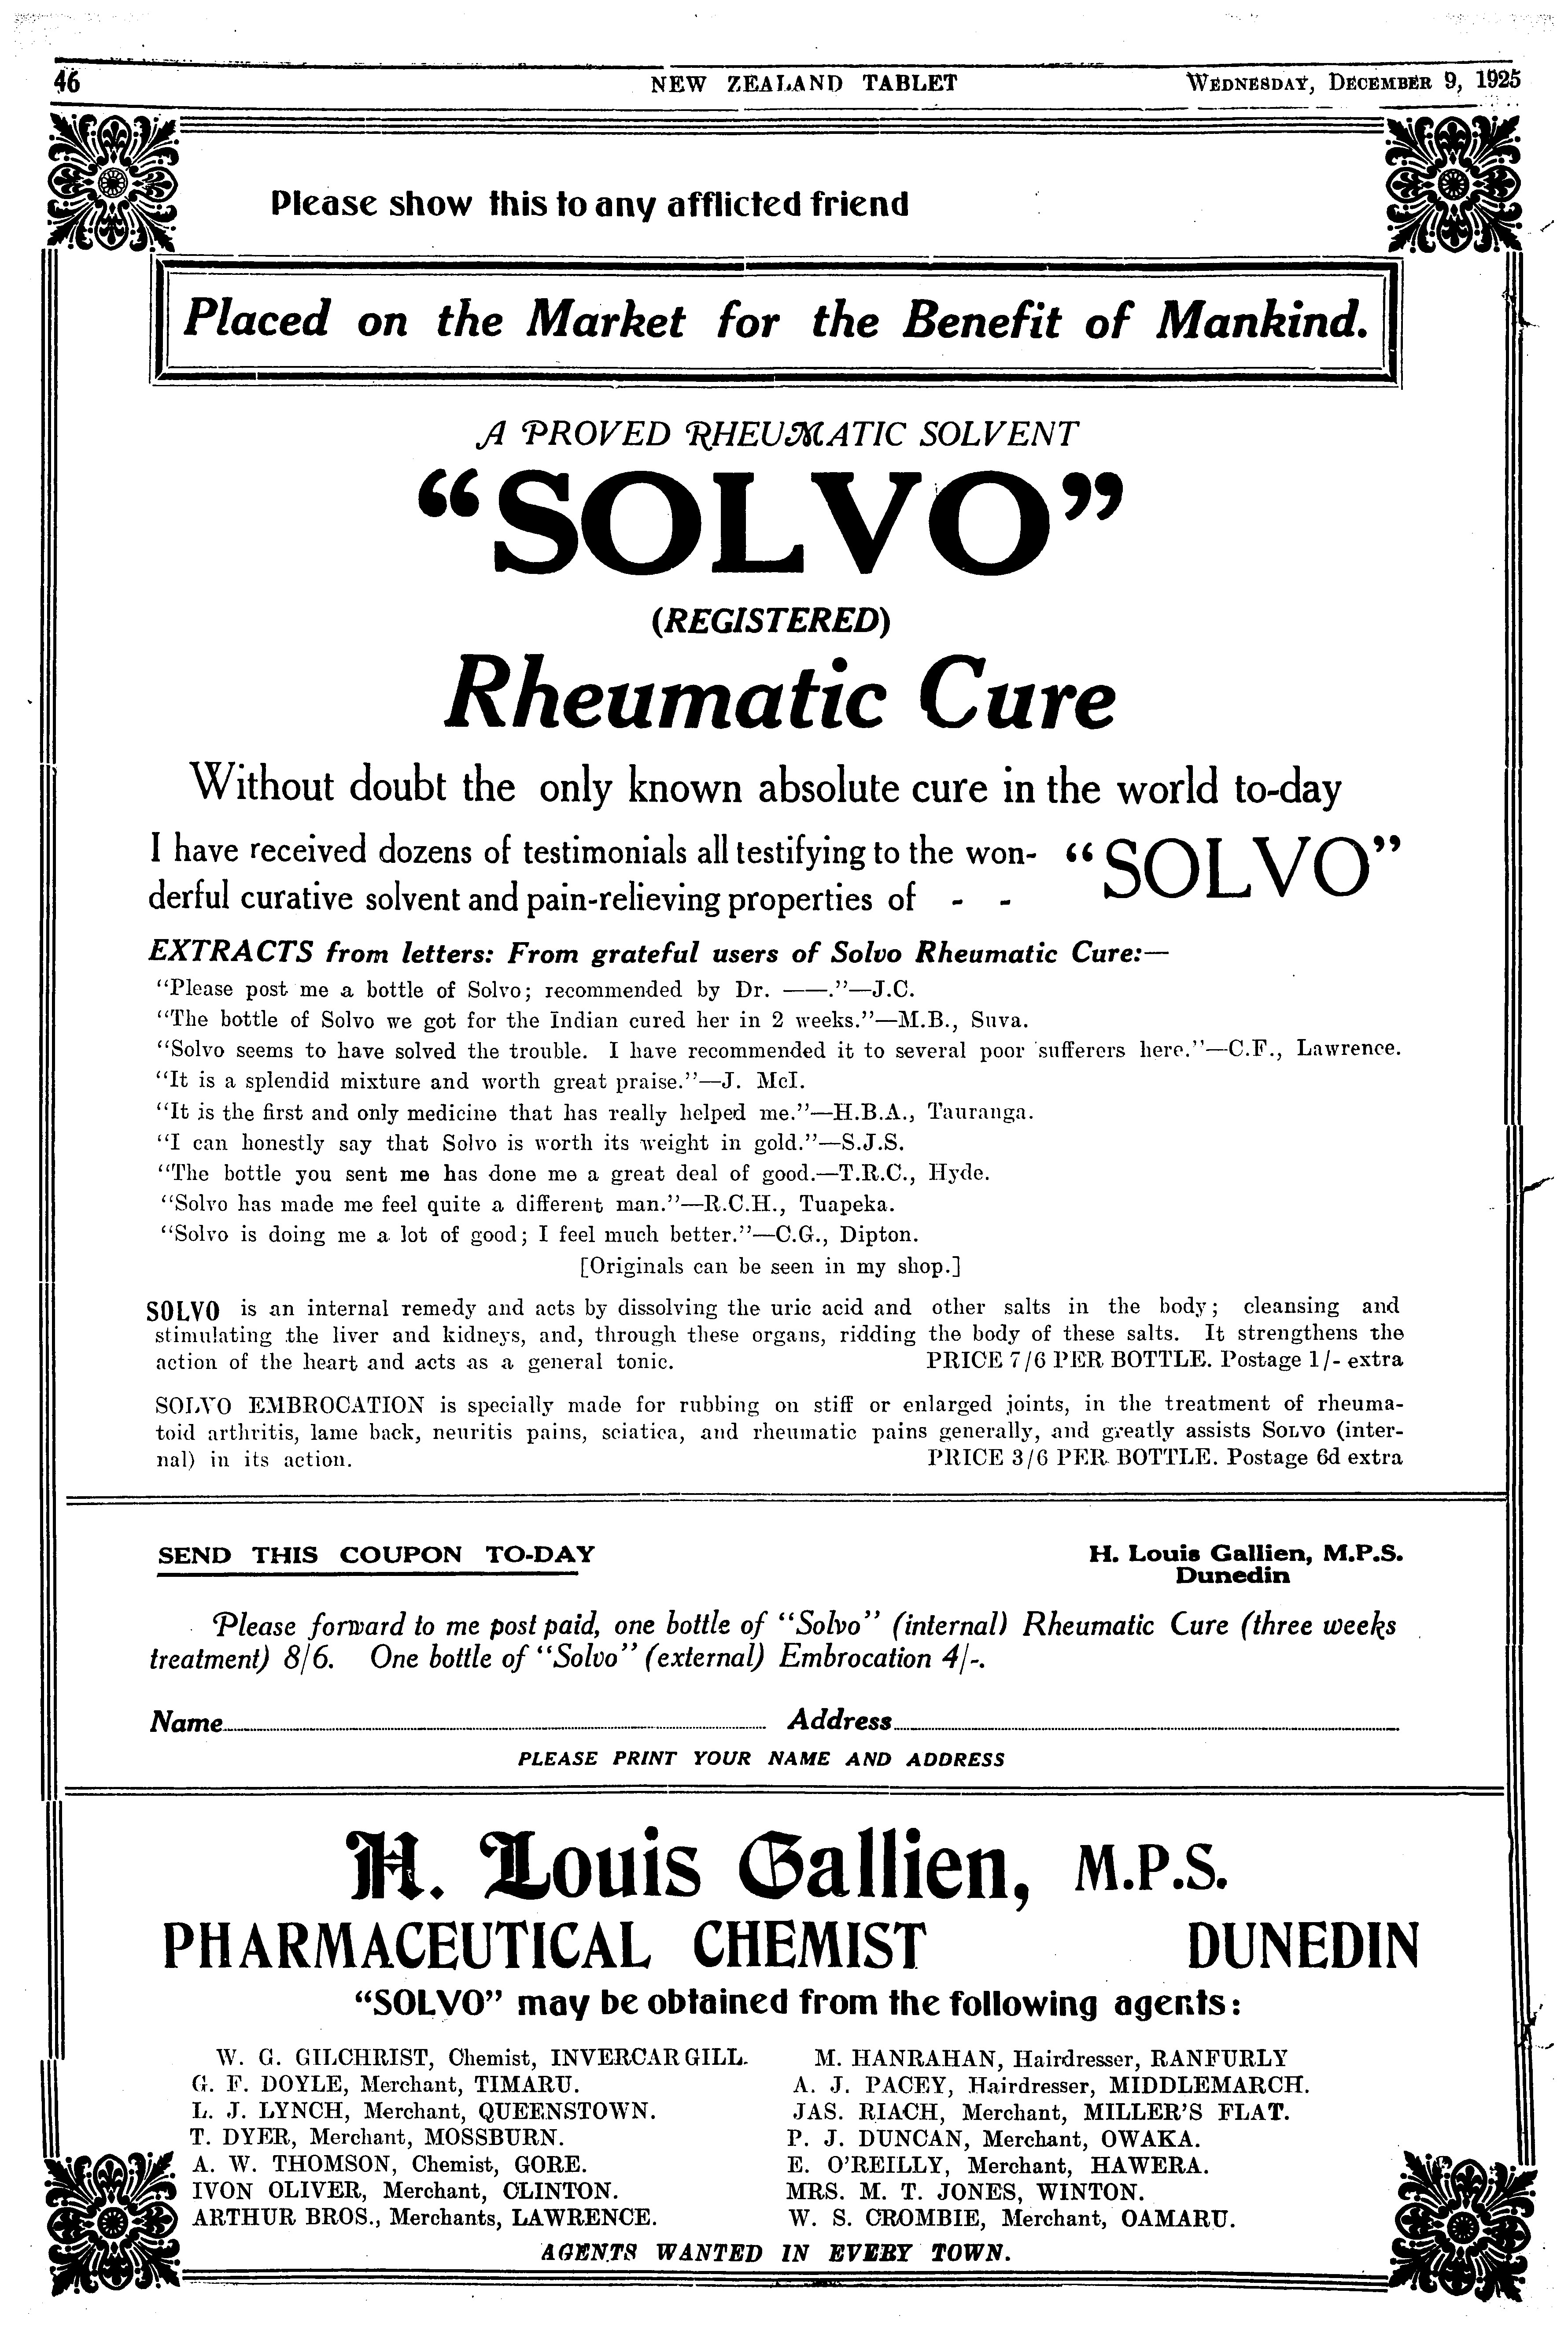 46 NEW ZEALAND TABLET Wednesday, December 9, 1925
Please show this to any afflicted friend
Placed on the Market for the Benefit of Mankind.
A PROVED RHEUMATIC SOLVENT
“SOLVO”
(REGISTERED)
Rheumatic Cure
Without doubt the only known absolute cure in the world to-day
I have received dozens of testimonials all testifying to the won-
derful curative solvent and pain-relieving properties of - - “SOLVO”
EXTRACTS from letters: From grateful users of Solvo Rheumatic Cure:—
“Please post me a bottle of Solvo; recommended by Dr. ——.”—J.C.
“The bottle of Solvo we got for the Indian cured her in 2 weeks.”—M.B., Suva.
“Solvo seems to have solved the trouble. I have recommended it to several poor sufferers here.”—C.F., Lawrence.
“It is a splendid mixture and worth great praise.”—J. McI.
“It is the first and only medicine that has really helped me.”—H.B.A., Tauranga.
“I can honestly say that Solvo is worth its weight in gold.”—S.J.S.
“The bottle you sent me has done me a great deal of good.—T.R.C., Hyde.
“Solvo has made me feel quite a different man.”—R.C.H., Tuapeka.
“Solvo is doing me a lot of good; I feel much better.”—C.G., Dipton.
[Originals can be seen in my shop.]
SOLVO is an internal remedy and acts by dissolving the uric acid and other salts in the body; cleansing and
stimulating the liver and kidneys, and, through these organs, ridding the body of these salts. It strengthens the
action of the heart and acts as a general tonic. PRICE 7/6 PER BOTTLE. Postage 1/- extra
SOLVO EMBROCATION is specially made for rubbing on stiff or enlarged joints, in the treatment of rheuma-
toid arthritis, lame back, neuritis pains, sciatica, and rheumatic pains generally, and greatly assists Solvo (inter-
nal) in its action. PRICE 3/6 PER BOTTLE. Postage 6d extra
SEND THIS COUPON TO-DAY H. Louis Gallien, M.P.S.
Dunedin
Please forward to me post paid, one bottle of “Solvo” (internal) Rheumatic Cure (three weeks
treatment) 8/6. One bottle of “Solvo” (external) Embrocation 4/-.
Name Address
PLEASE PRINT YOUR NAME AND ADDRESS
H. Louis Gallien, M.P.S.
PHARMACEUTICAL CHEMIST DUNEDIN
“SOLVO” may be obtained from the following agents:
W. G. GILCHRIST, Chemist, INVERCARGILL.
G. F. DOYLE, Merchant, TIMARU.
L. J. LYNCH, Merchant, QUEENSTOWN.
T. DYER, Merchant, MOSSBURN.
A. W. THOMSON, Chemist, GORE.
IVON OLIVER, Merchant, CLINTON.
ARTHUR BROS., Merchants, LAWRENCE.
M. HANRAHAN, Hairdresser, RANFURLY
A. J. PACEY, Hairdresser, MIDDLEMARCH.
JAS. RIACH, Merchant, MILLER'S FLAT.
P. J. DUNCAN, Merchant, OWAKA.
E. O'REILLY, Merchant, HAWERA.
MRS. M. T. JONES, WINTON.
W. S. CROMBIE, Merchant, OAMARU.
AGENTS WANTED IN EVERY TOWN.